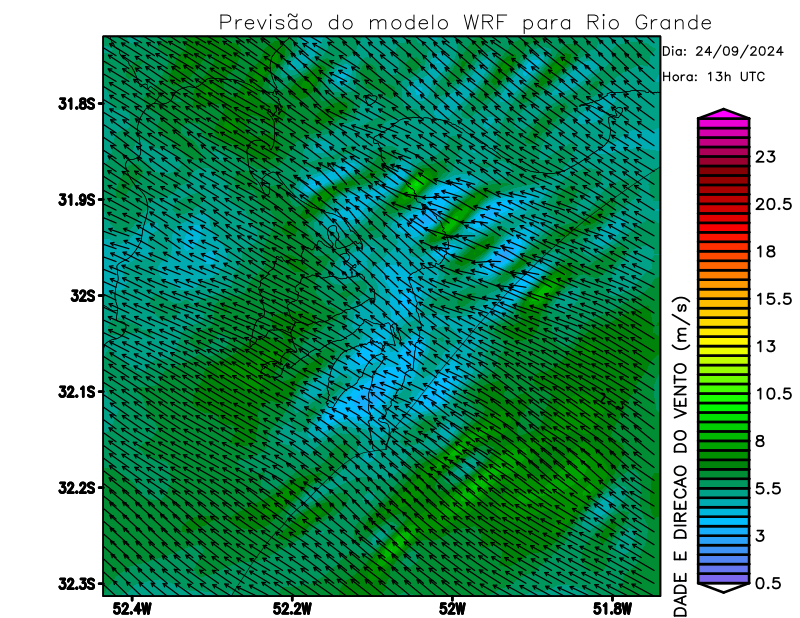 Previsão do modelo WRF para Rio Grande
Dia: 24/09/2024
Hora: 13h UTC
31.8S
31.9S
32S
32.1S
32.2S
32.3S
52.4W
52.2W
52W
51.8W
23
20.5
18
15.5
13
10.5
8
5.5
3
0.5
DADE E DIRECAO DO VENTO (m/s)